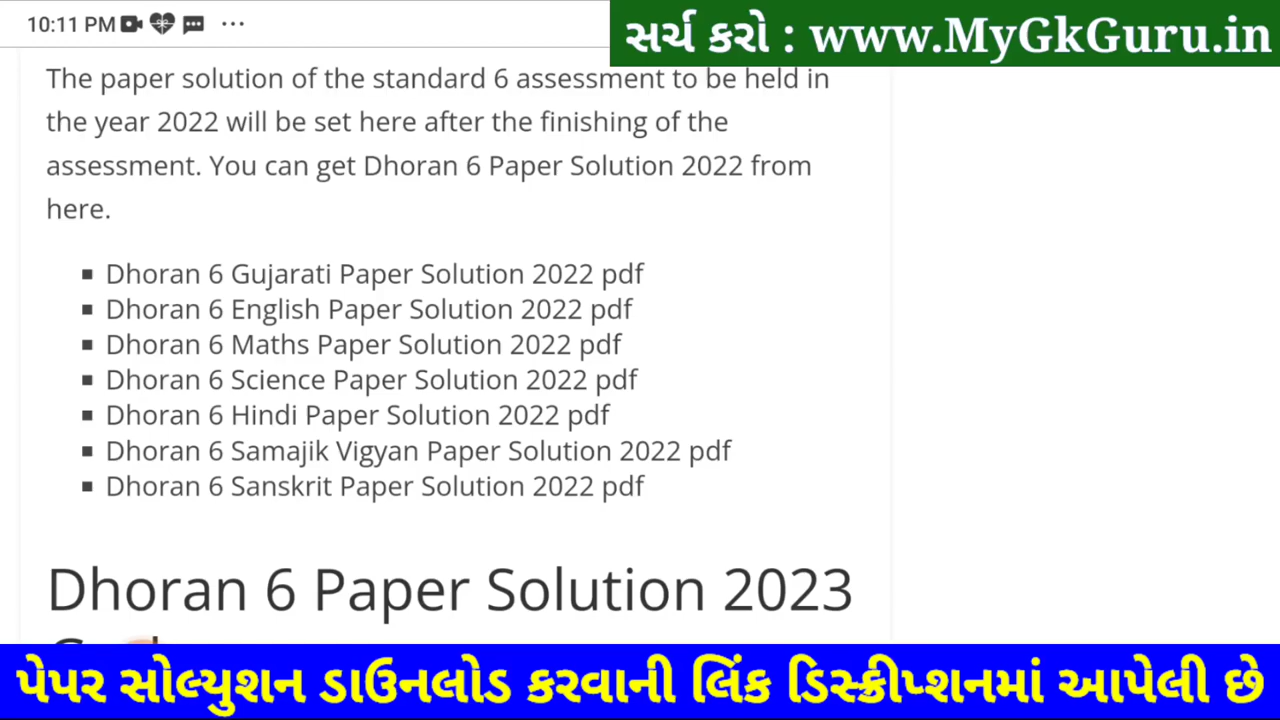 10:11 PM
સર્ચ કરો : www.MyGkGuru.in
The paper solution of the standard 6 assessment to be held in
the year 2022 will be set here after the finishing of the
assessment. You can get Dhoran 6 Paper Solution 2022 from
here.
Dhoran 6 Gujarati Paper Solution 2022 pdf
Dhoran 6 English Paper Solution 2022 pdf
Dhoran 6 Maths Paper Solution 2022 pdf
Dhoran 6 Science Paper Solution 2022 pdf
Dhoran 6 Hindi Paper Solution 2022 pdf
Dhoran 6 Samajik Vigyan Paper Solution 2022 pdf
Dhoran 6 Sanskrit Paper Solution 2022 pdf
Dhoran 6 Paper Solution 2023
પેપર સોલ્યુશન ડાઉનલોડ કરવાની લિંક ડિસ્ક્રીપ્શનમાં આપેલી છે